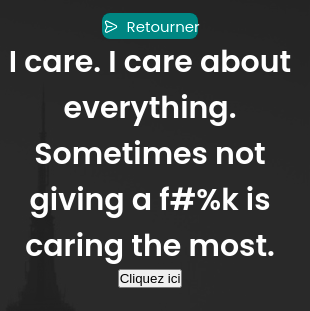 Retourner
I care. I care about
everything.
Sometimes not
giving a f#%k is
caring the most.
Cliquez ici